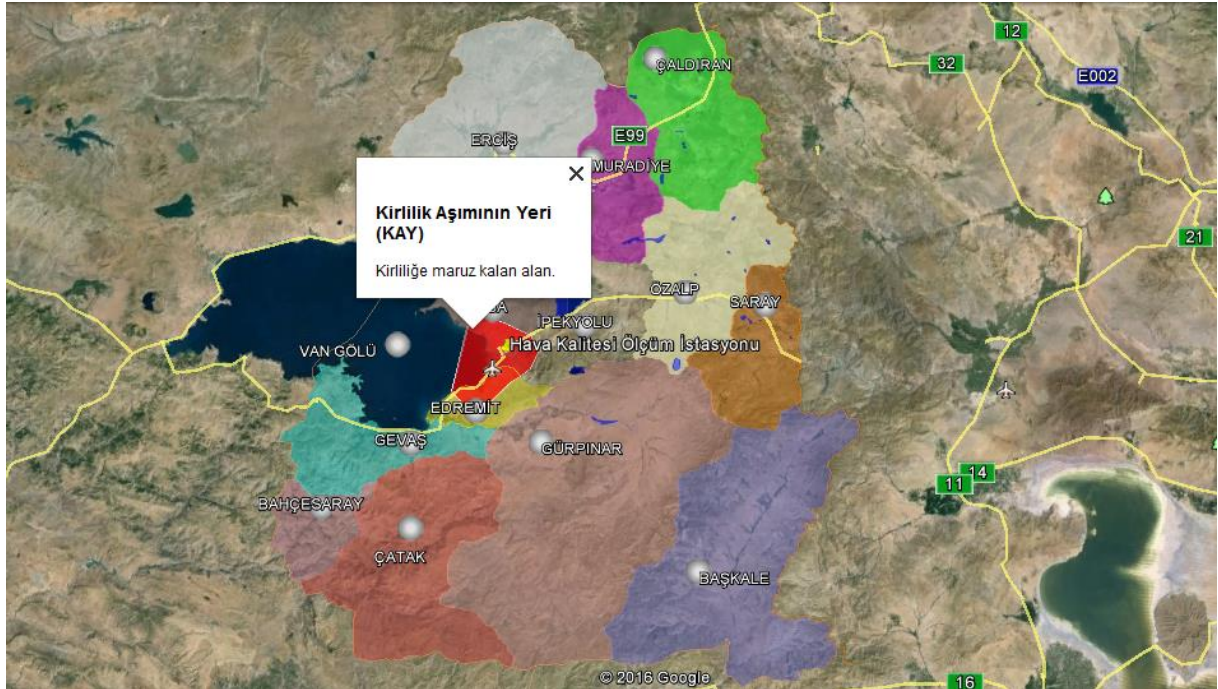 12
32
E002
ÇALDIRAN
E99
ERCİŞ
MURADİYE
Kirlilik Aşımının Yeri
(KAY)
Kirliliğe maruz kalan alan.
21
ÖZALP
SARAY
İPEKYOLU
Hava Kalitesi Ölçüm İstasyonu
VAN GÖLÜ
EDREMİT
GEVAŞ
GÜRPINAR
14
11
BAHÇESARAY
ÇATAK
BAŞKALE
© 2016 Google
16